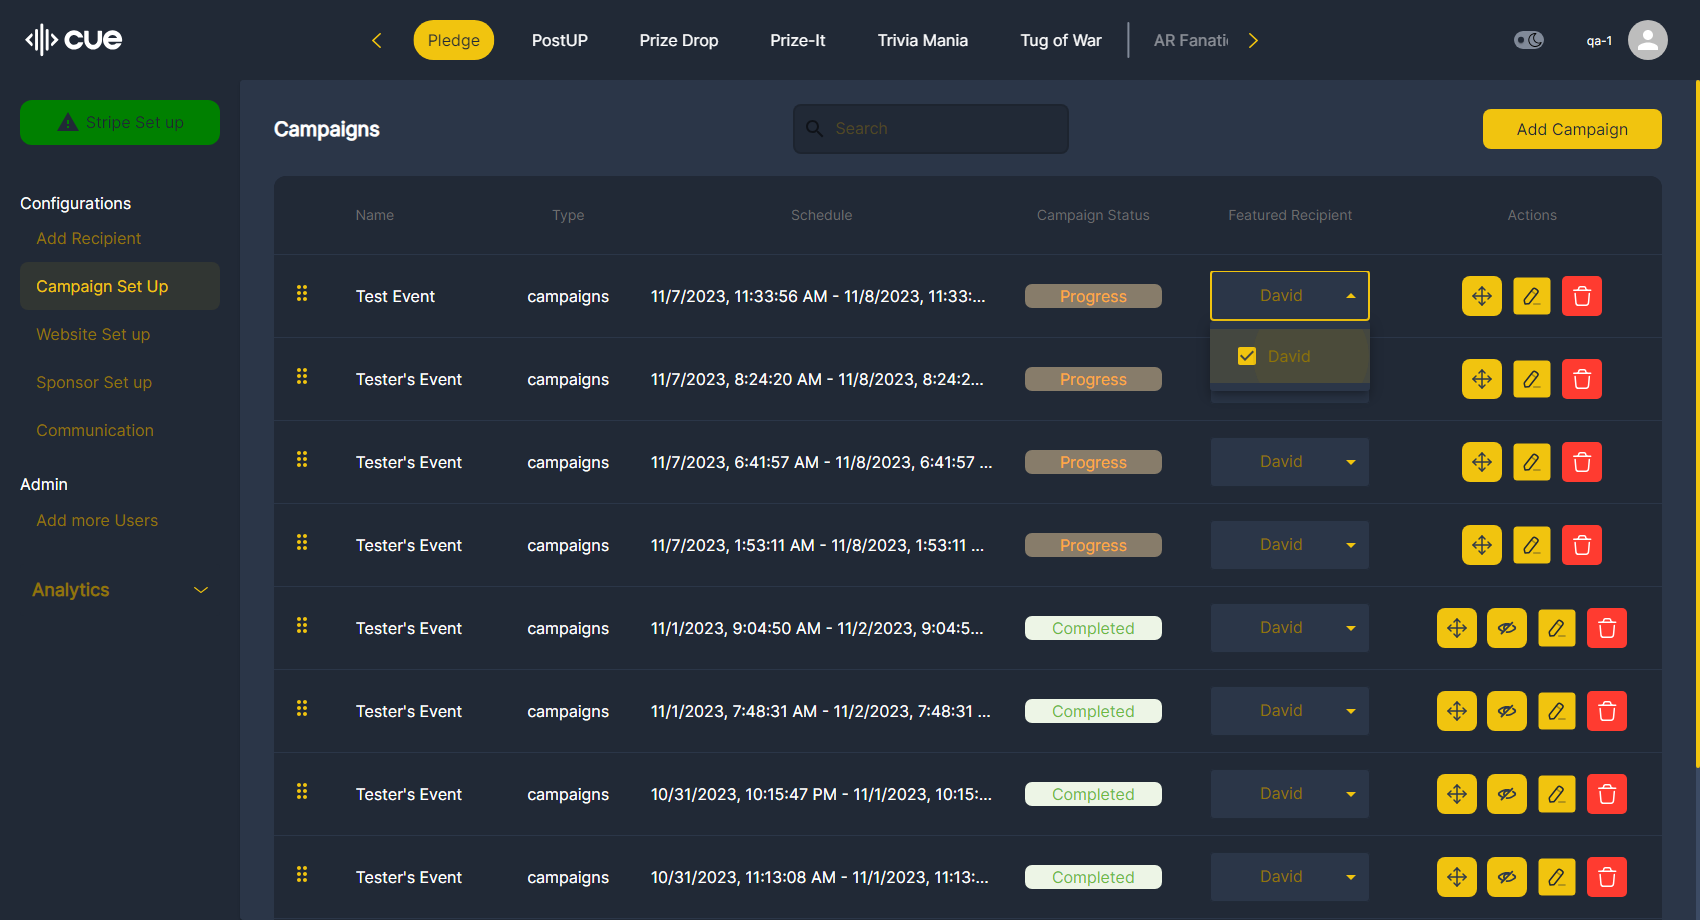 cue
Pledge
PostUP
Prize Drop
Prize-It
Trivia Mania
Tug of War
AR Fanati
qa-1
Stripe Set up
Configurations
Add Recipient
Campaign Set Up
Website Set up
Sponsor Set up
Communication
Admin
Add more Users
Analytics
Campaigns
Search
Add Campaign
Name Type Schedule Campaign Status Featured Recipient Actions
Test Event campaigns 11/7/2023, 11:33:56 AM - 11/8/2023, 11:33:... Progress David
David
Tester's Event campaigns 11/7/2023, 8:24:20 AM - 11/8/2023, 8:24:2... Progress
Tester's Event campaigns 11/7/2023, 6:41:57 AM - 11/8/2023, 6:41:57 ... Progress David
Tester's Event campaigns 11/7/2023, 1:53:11 AM - 11/8/2023, 1:53:11 ... Progress David
Tester's Event campaigns 11/1/2023, 9:04:50 AM - 11/2/2023, 9:04:5... Completed David
Tester's Event campaigns 11/1/2023, 7:48:31 AM - 11/2/2023, 7:48:31 ... Completed David
Tester's Event campaigns 10/31/2023, 10:15:47 PM - 11/1/2023, 10:15:... Completed David
Tester's Event campaigns 10/31/2023, 11:13:08 AM - 11/1/2023, 11:13:... Completed David